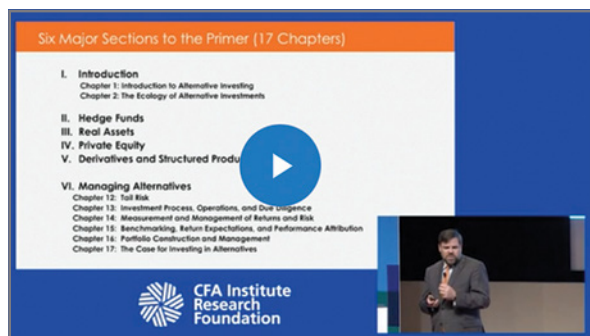 Six Major Sections to the Primer (17 Chapters)
I. Introduction
Chapter 1: Introduction to Alternative Investing
Chapter 2: The Ecology of Alternative Investments
II. Hedge Funds
III. Real Assets
IV. Private Equity
V. Derivatives and Structured
VI. Managing Alternatives
Chapter 12: Tail Risk
Chapter 13: Investment Process, Operations, and Due Diligence
Chapter 14: Measurement and Management of Returns and Risk
Chapter 15: Benchmarking, Return Expectations, and Performance Attribution
Chapter 16: Portfolio Construction and Management
Chapter 17: The Case for Investing in Alternatives
CFA Institute
Research
Foundation